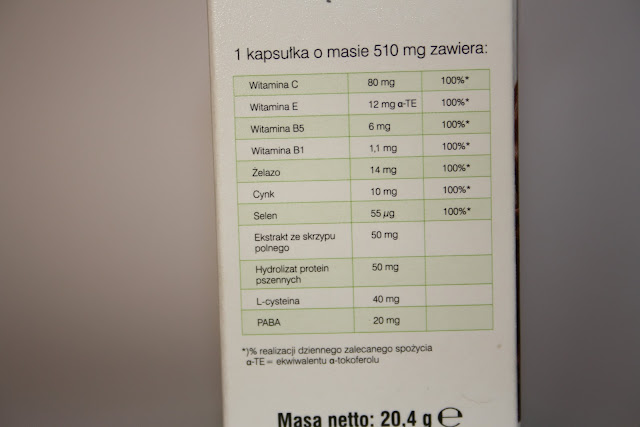 1 kapsułka o masie 510 mg zawiera:
Witamina C 80 mg 100%*
Witamina E 12 mg α-TE 100%*
Witamina B5 6 mg 100%*
Witamina B1 1,1 mg 100%*
Żelazo 14 mg 100%*
Cynk 10 mg 100%*
Selen 55 µg 100%*
Ekstrakt ze skrzypu 50 mg
polnego
Hydrolizat protein 50 mg
pszennych
L-cysteina 40 mg
PABA 20 mg
*)% realizacji dziennego zalecanego spożycia
α-TE = ekwiwalentu α-tokoferolu
Masa netto: 20,4 g ℮